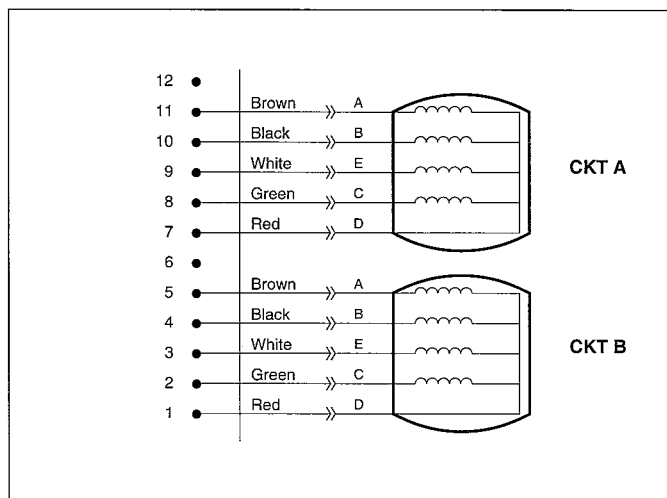 12
11 Brown A
10 Black B
9 White E CKT A
8 Green C
7 Red D
6
5 Brown A
4 Black B
3 White E CKT B
2 Green C
1 Red D